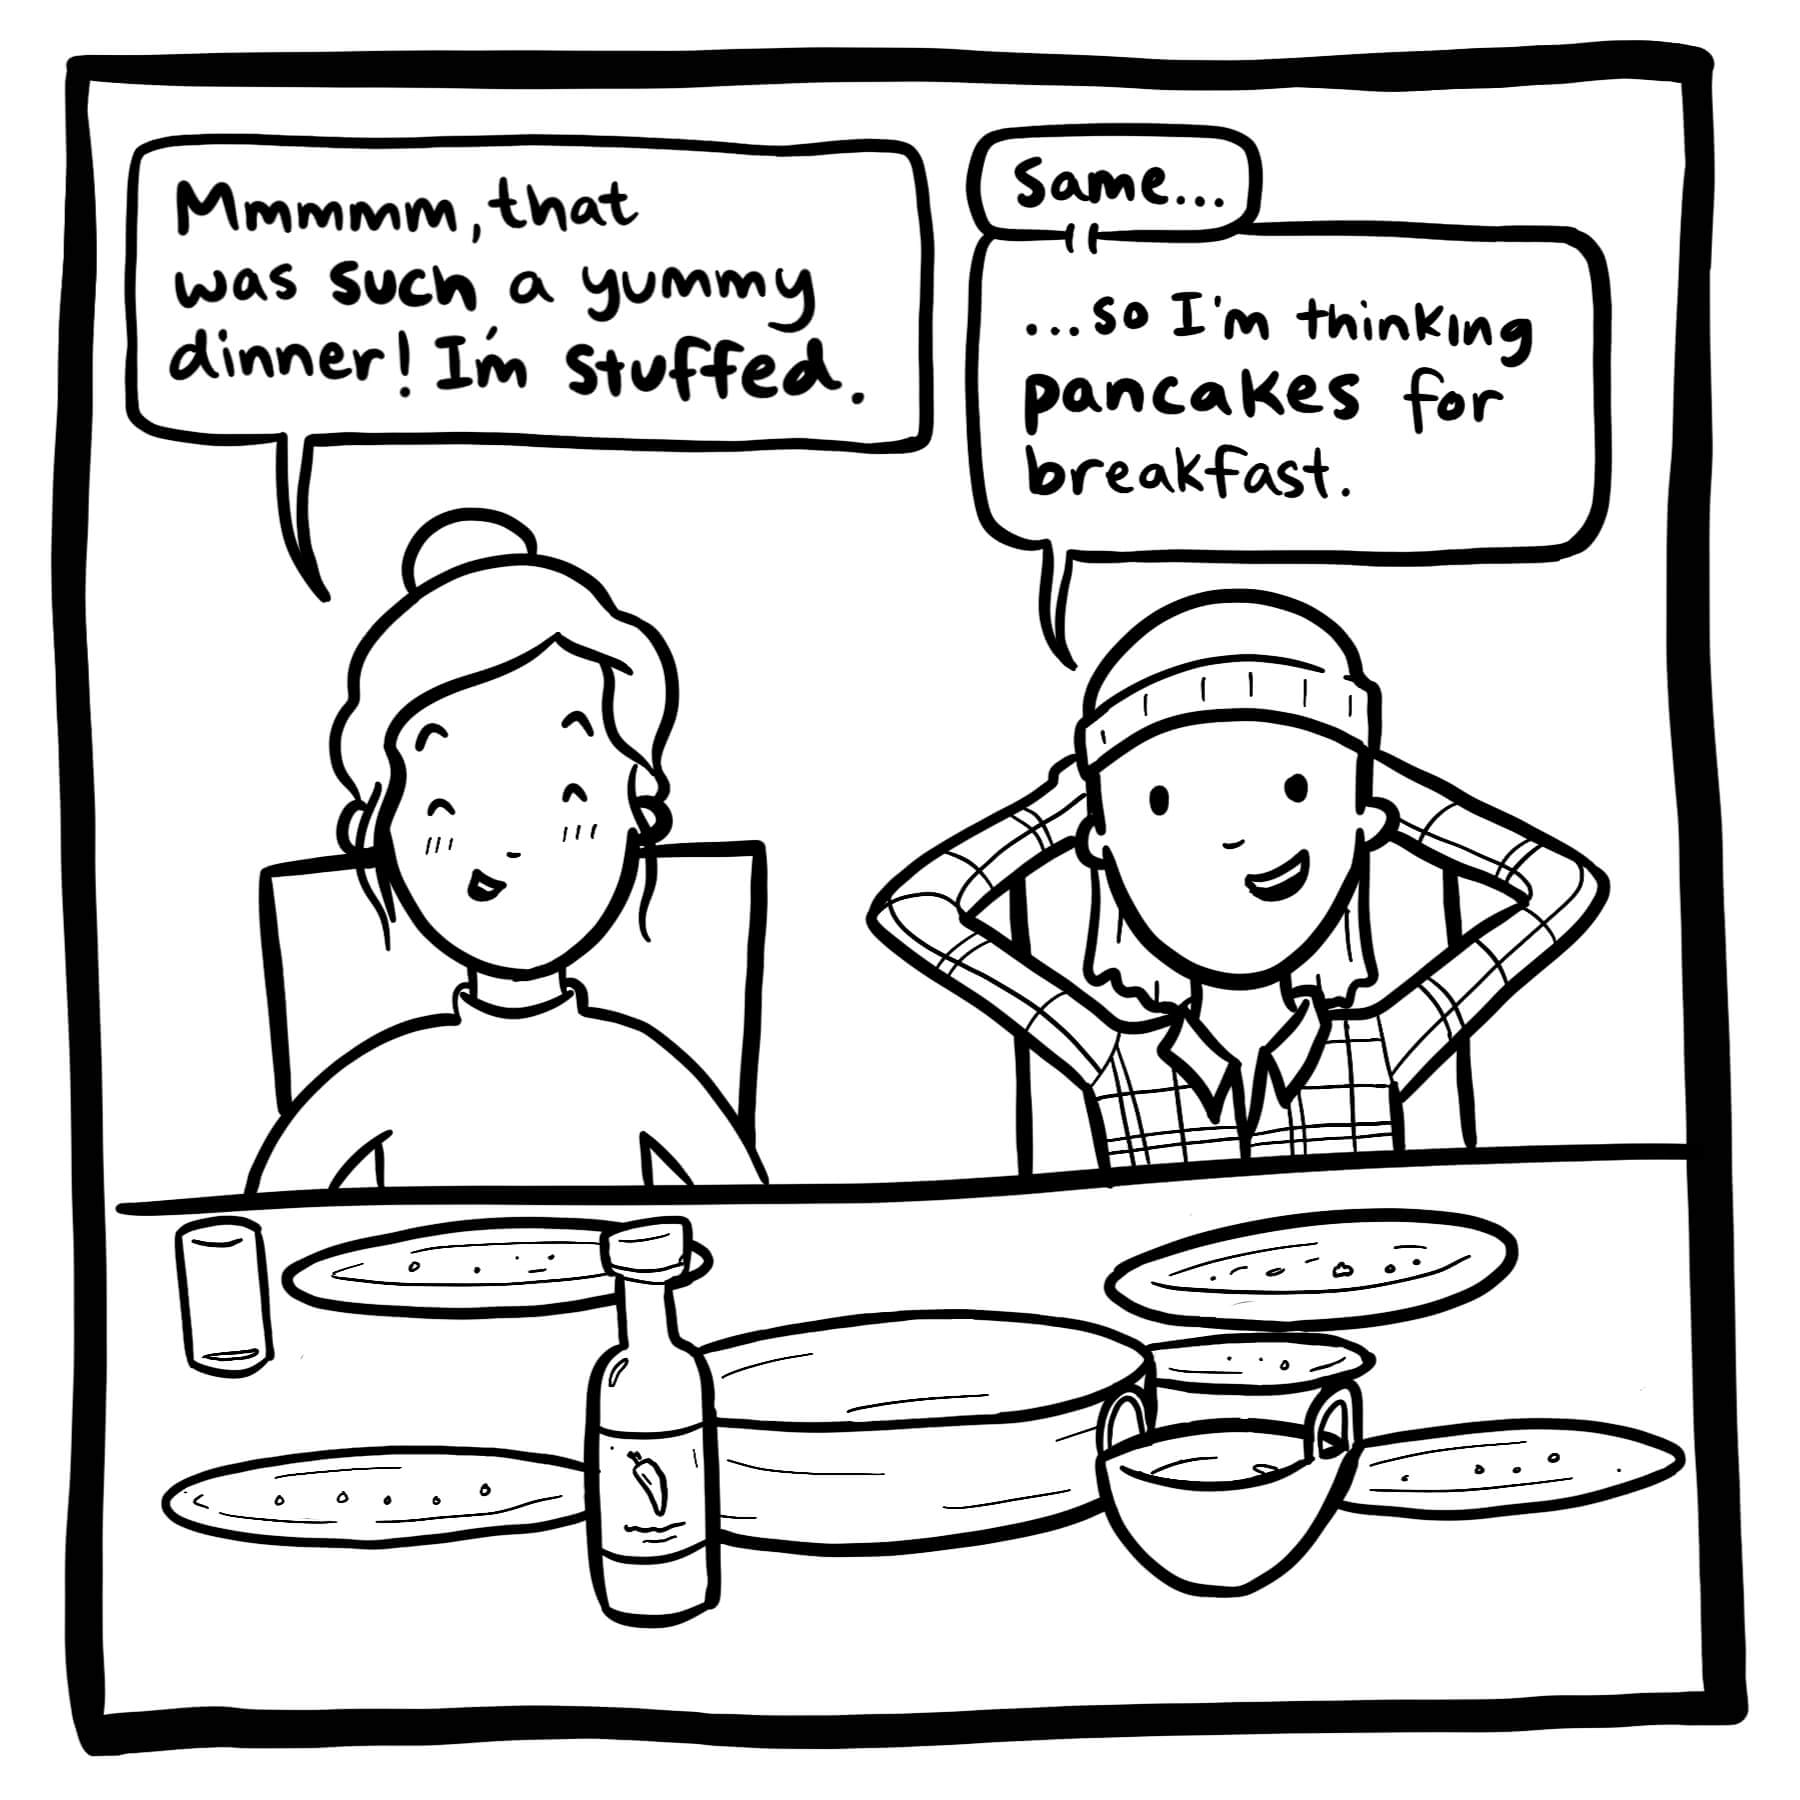 Mmmmm, that
was such a yummy
dinner! I'm stuffed.
Same...
...so I'm thinking
pancakes for
breakfast.